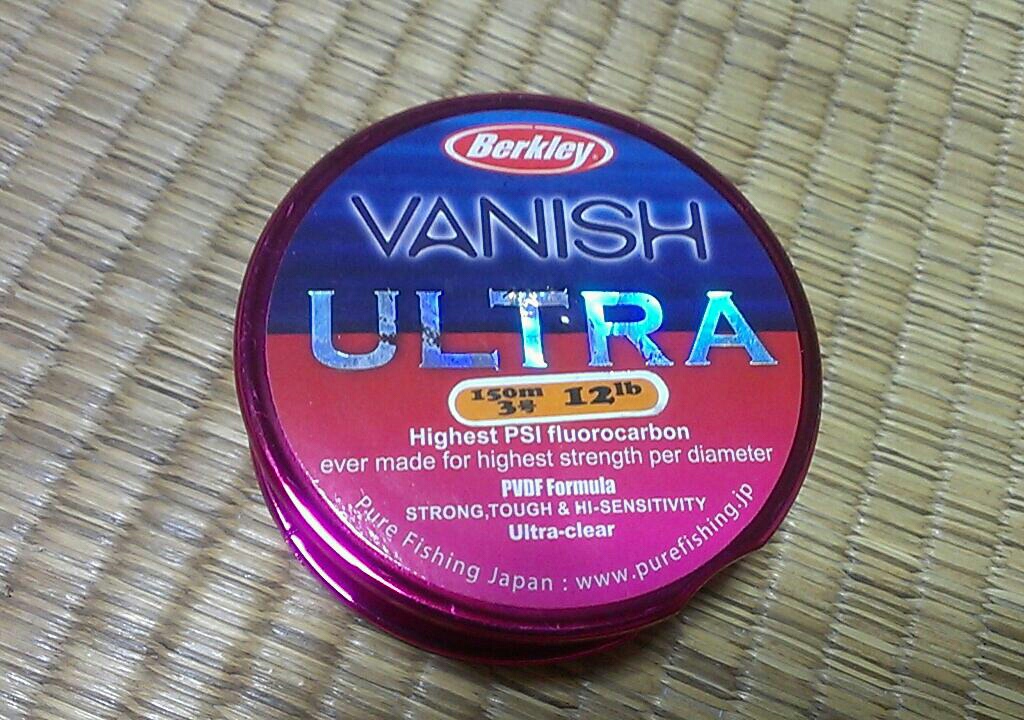 Berkley
VANISH
ULTRA
150m 12lb
3号
Highest PSI fluorocarbon
ever made for highest strength per diameter
PVDF Formula
STRONG,TOUGH & HI-SENSITIVITY
Ultra-clear
Pure Fishing Japan : www.purefishing.jp